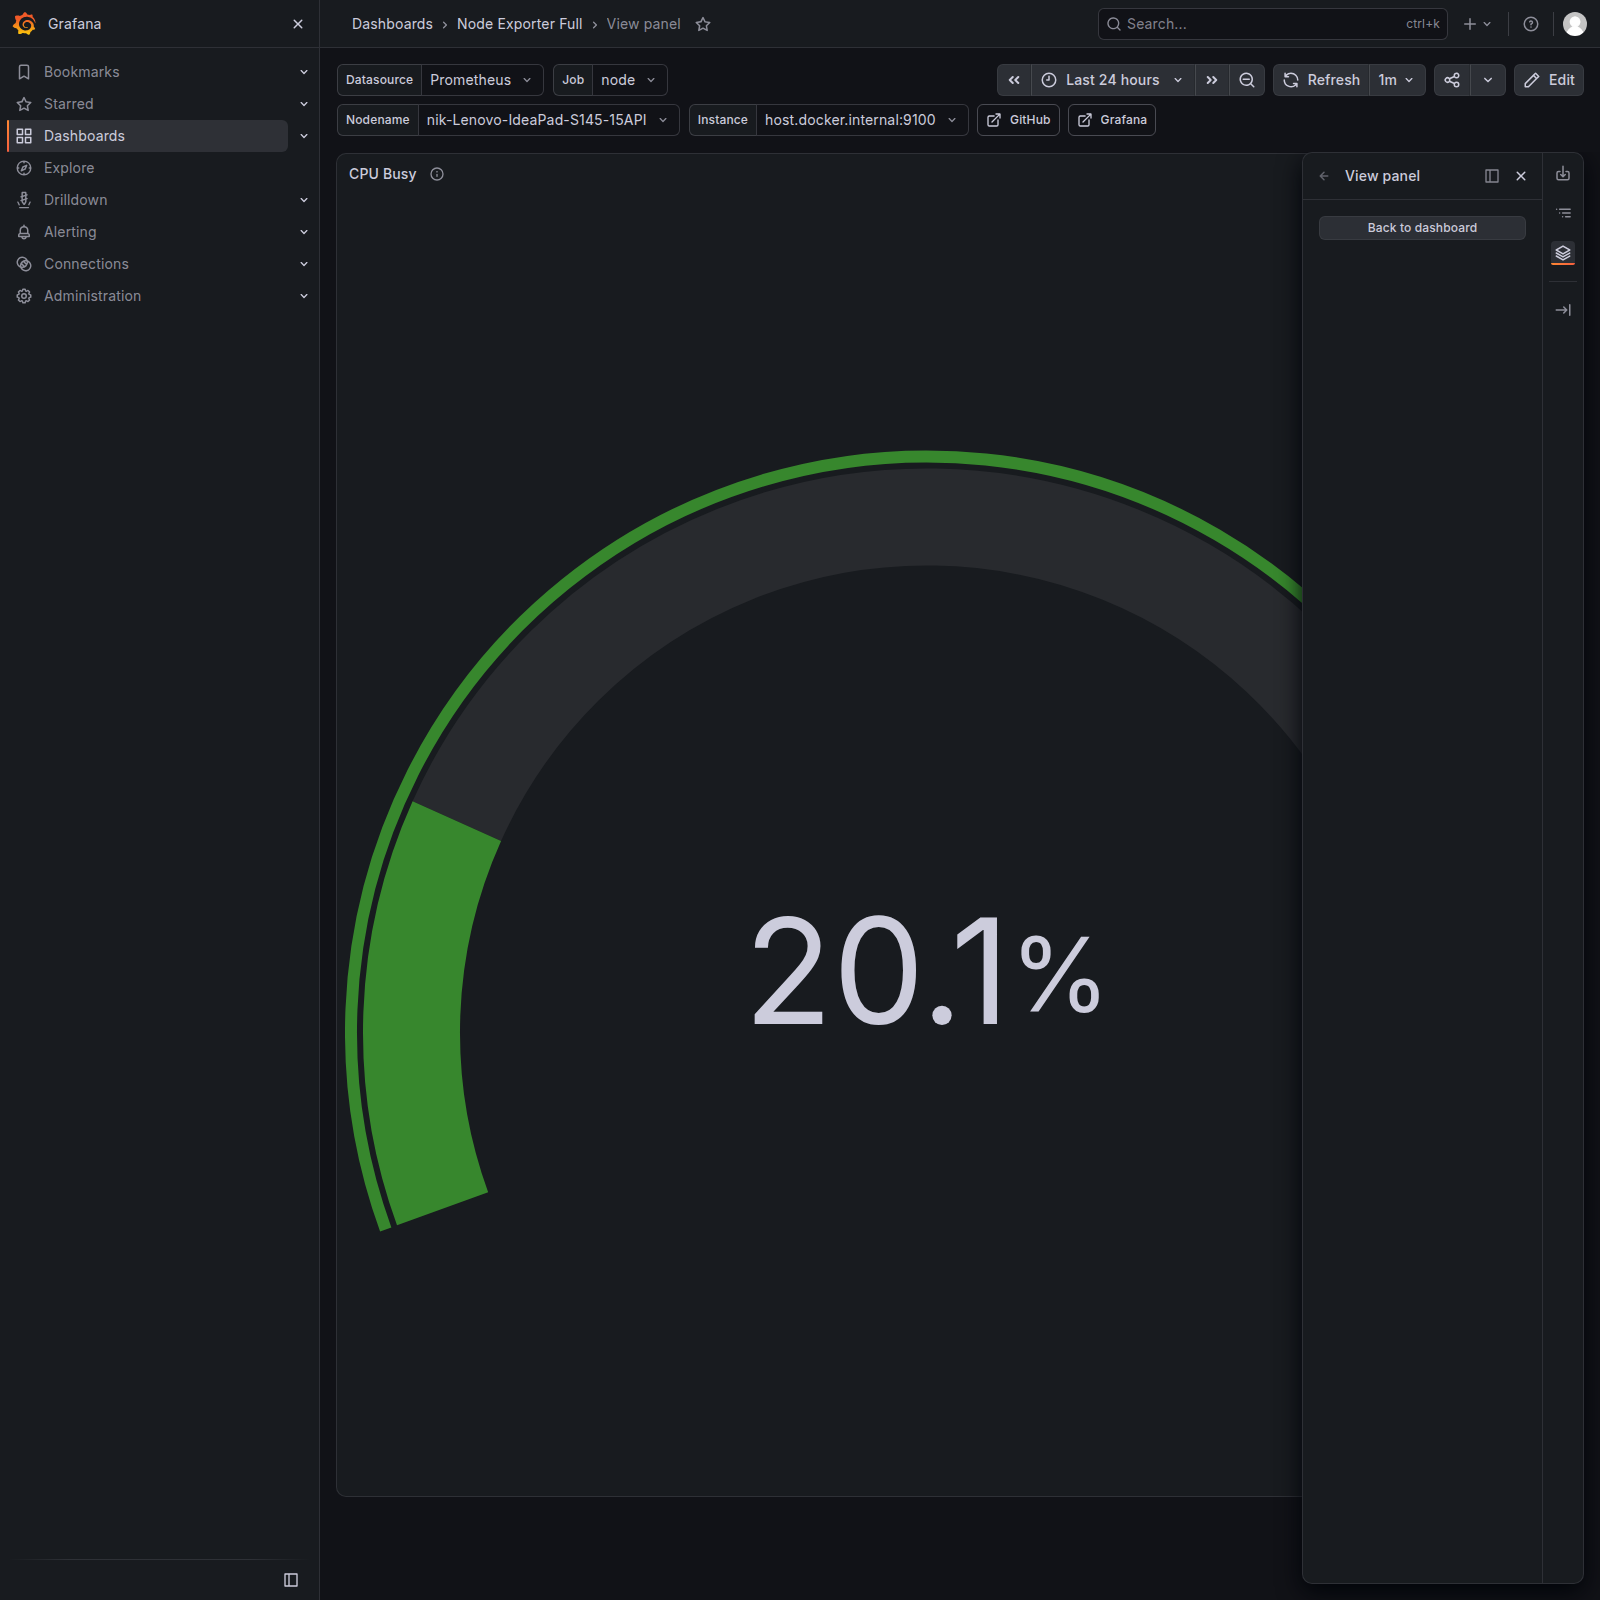 Grafana
Dashboards › Node Exporter Full › View panel
Search...
ctrl+k
Bookmarks
Starred
Dashboards
Explore
Drilldown
Alerting
Connections
Administration
Datasource Prometheus
Job node
Last 24 hours
Refresh 1m
Edit
Nodename nik-Lenovo-IdeaPad-S145-15API
Instance host.docker.internal:9100
GitHub
Grafana
CPU Busy
View panel
Back to dashboard
20.1%